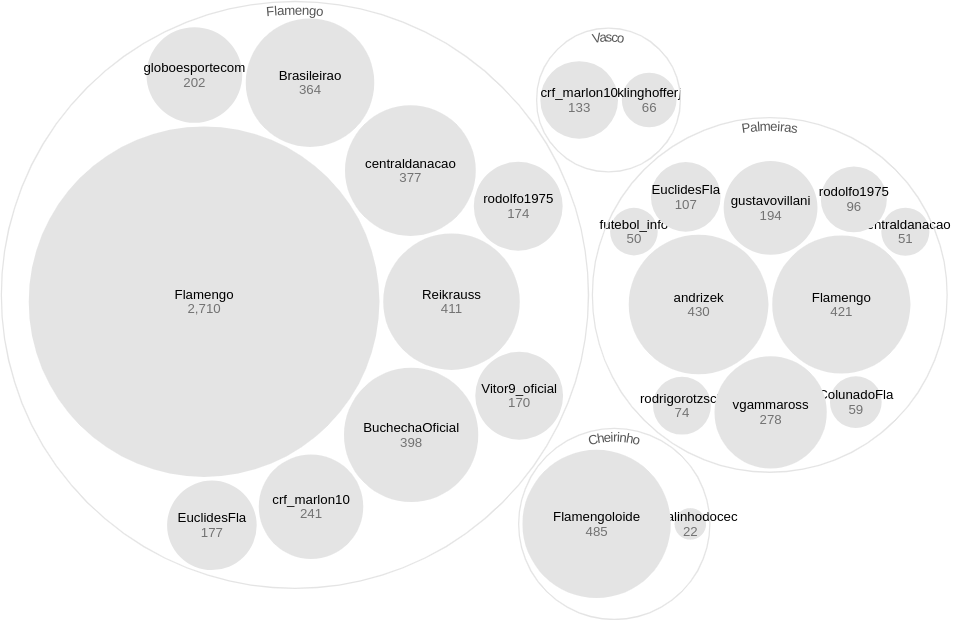 Flamengo
globoesportecom
202
Brasileirao
364
centraldanacao
377
rodolfo1975
174
Flamengo
2,710
Reikrauss
411
Vitor9_oficial
170
BuchechaOficial
398
crf_marlon10
241
EuclidesFla
177
Vasco
crf_marlon10
133
klinghofferj
66
Palmeiras
EuclidesFla
107
gustavovillani
194
rodolfo1975
96
futebol_info
50
ntraldanacao
51
andrizek
430
Flamengo
421
rodrigorotzsc
74
vgammaross
278
ColunadoFla
59
Cheirinho
Flamengoloide
485
alinhodocec
22